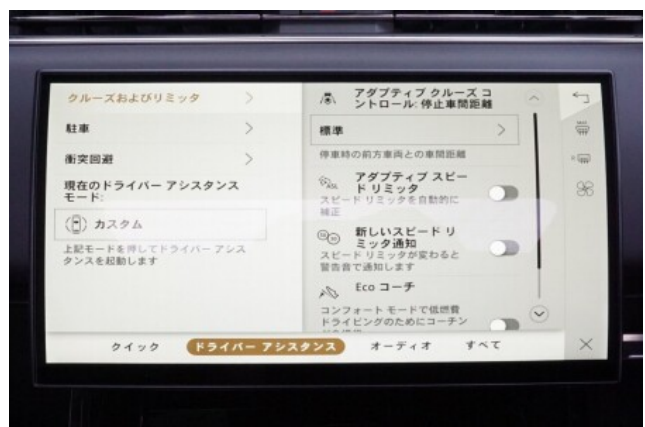 クルーズおよびリミッタ
駐車
衝突回避
現在のドライバー アシスタンス
モード:
カスタム
上記モードを押してドライバー アシス
タンスを起動します
アダプティブ クルーズ コ
ントロール: 停止車間距離
標準
停車時の前方車両との車間距離
ASL
アダプティブ スピー
ド リミッタ
スピード リミッタを自動的に
補正
新しいスピード リ
ミッタ通知
スピード リミッタが変わると
警告音で通知します
Eco コーチ
コンフォート モードで低燃費
ドライビングのためにコーチン
クイック
ドライバー アシスタンス
オーディオ
すべて